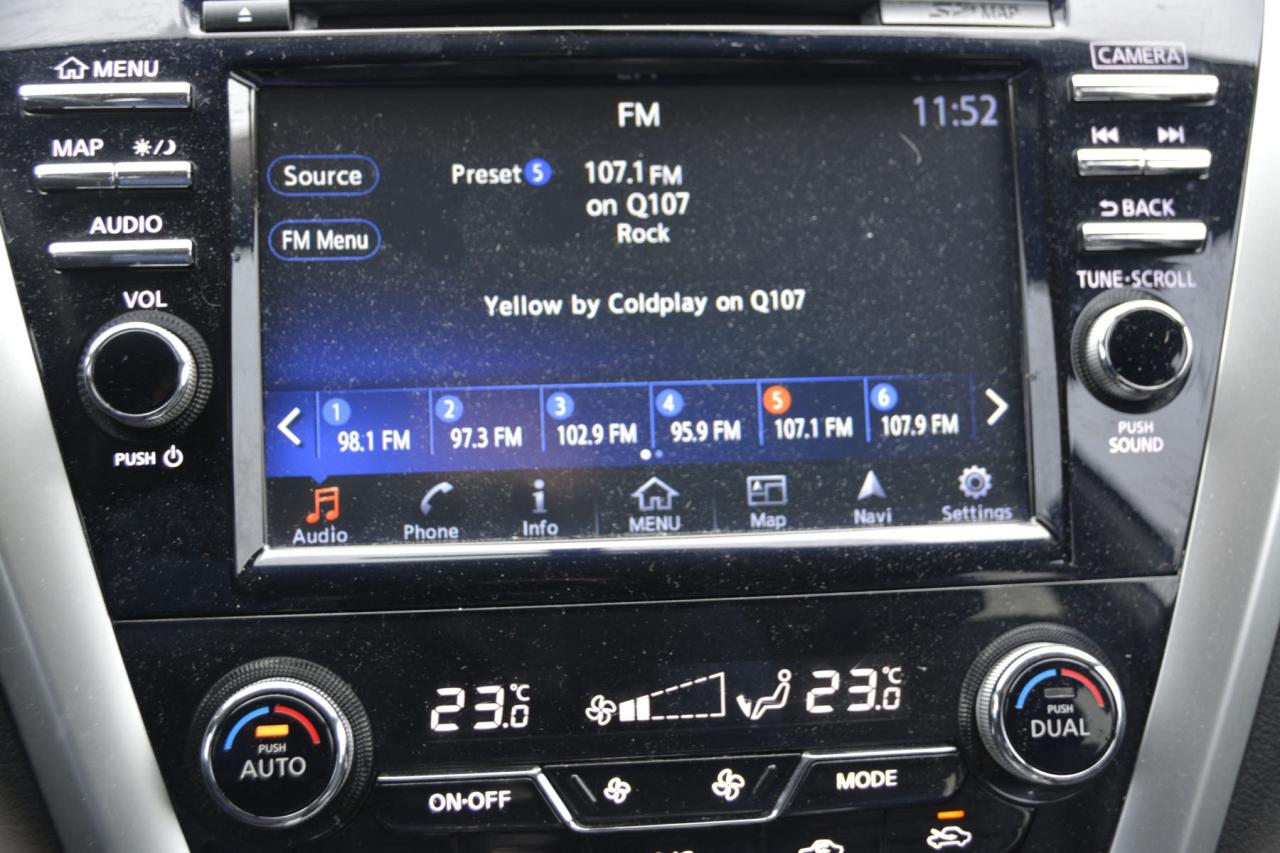 MAP
MENU
CAMERA
FM
11:52
MAP
Source
Preset 5
107.1 FM
on Q107
Rock
BACK
AUDIO
FM Menu
TUNE·SCROLL
VOL
Yellow by Coldplay on Q107
1
98.1 FM
2
97.3 FM
3
102.9 FM
4
95.9 FM
5
107.1 FM
6
107.9 FM
PUSH
PUSH
SOUND
Audio
Phone
Info
MENU
Map
Navi
Settings
23.0°C
23.0°C
PUSH
AUTO
PUSH
DUAL
ON·OFF
MODE